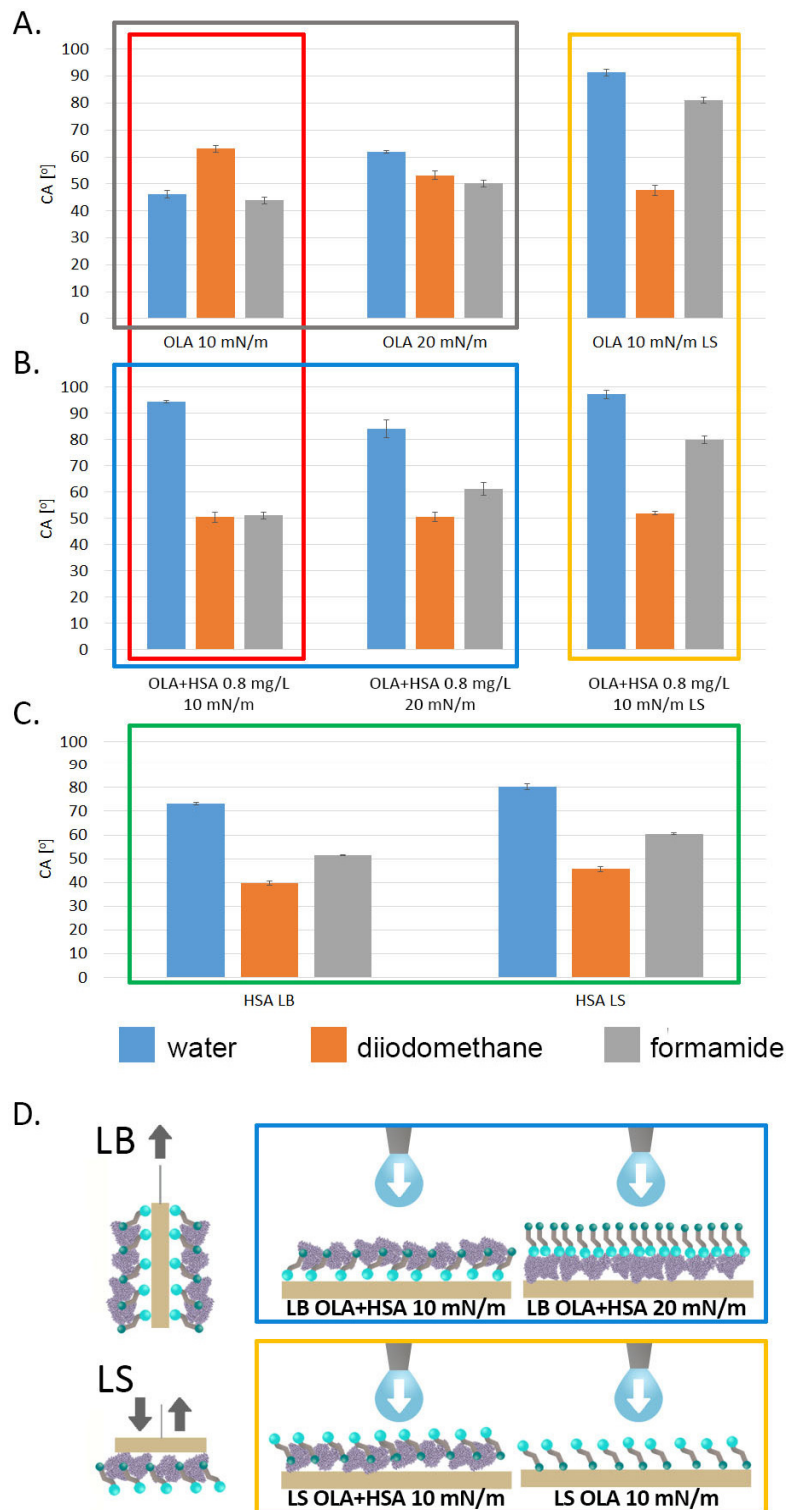 A.
100
90
80
70
60
50
40
30
20
10
0
CA [º]
OLA 10 mN/m
OLA 20 mN/m
OLA 10 mN/m LS
B.
100
90
80
70
60
50
40
30
20
10
0
CA [º]
OLA+HSA 0.8 mg/L
10 mN/m
OLA+HSA 0.8 mg/L
20 mN/m
OLA+HSA 0.8 mg/L
10 mN/m LS
C.
100
90
80
70
60
50
40
30
20
10
0
CA [º]
HSA LB
HSA LS
water
diiodomethane
formamide
D.
LB
LB OLA+HSA 10 mN/m
LB OLA+HSA 20 mN/m
LS
LS OLA+HSA 10 mN/m
LS OLA 10 mN/m